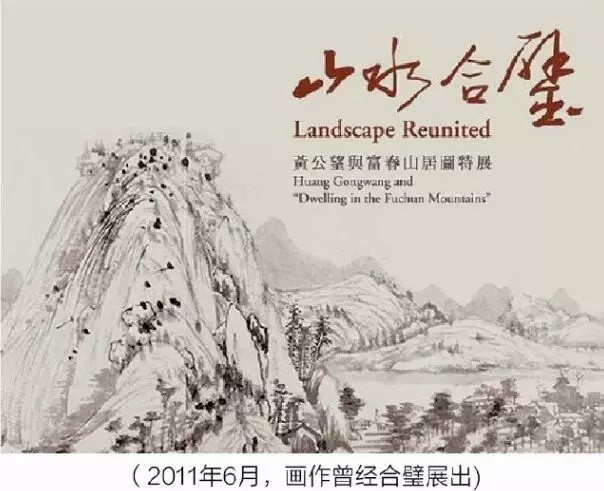 山水合璧
Landscape Reunited
黃公望與富春山居圖特展
Huang Gongwang and
“Dwelling in the Fuchun Mountains”
（2011年6月，画作曾经合璧展出)